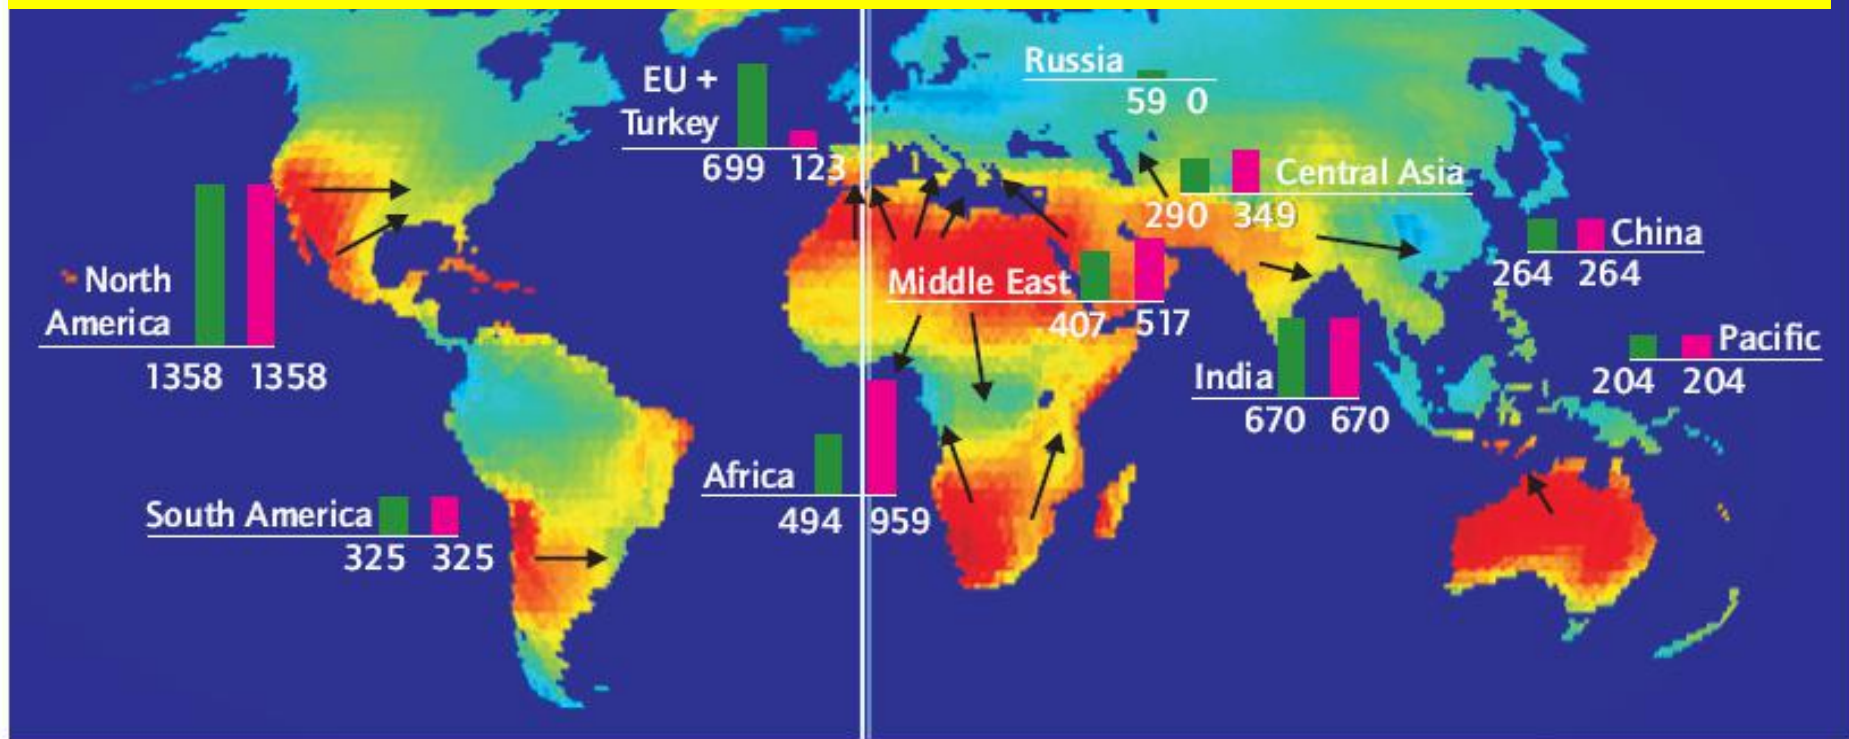 EU +
Turkey
699 123
Russia
59 0
Central Asia
290 349
North
America
1358 1358
Middle East
407 517
China
264 264
India
670 670
Pacific
204 204
Africa
494 959
South America
325 325